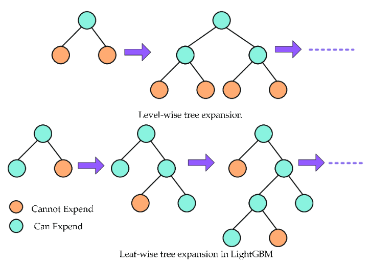 Level-wise tree expansion
Cannot Expend
Can Expend
Leaf-wise tree expansion in LightGBM